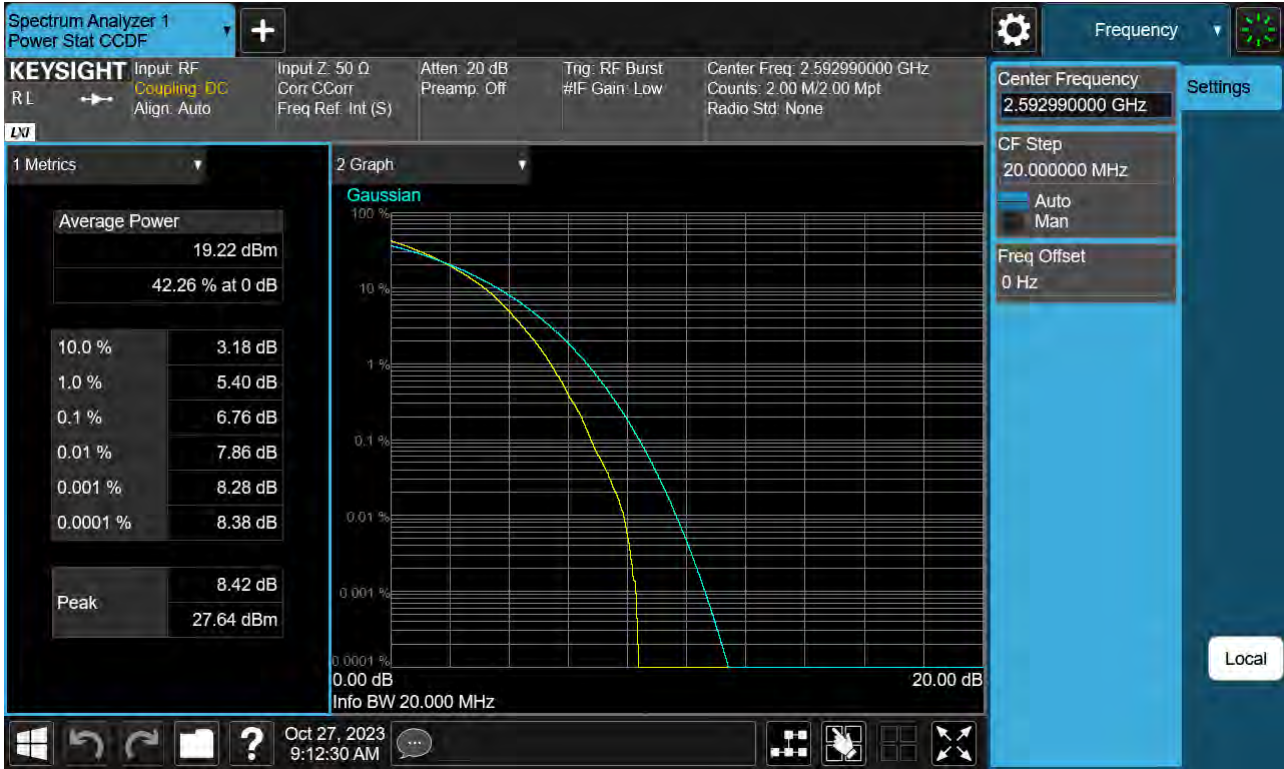 Spectrum Analyzer 1
Power Stat CCDF
+
Frequency
KEYSIGHT
R L
LXI
Input: RF
Coupling: DC
Align: Auto
Input Z: 50 Ω
Corr CCorr
Freq Ref: Int (S)
Atten: 20 dB
Preamp: Off
Trig: RF Burst
#IF Gain: Low
Center Freq: 2.592990000 GHz
Counts: 2.00 M/2.00 Mpt
Radio Std: None
Center Frequency
2.592990000 GHz
Settings
CF Step
20.000000 MHz
Auto
Man
Freq Offset
0 Hz
Local
1 Metrics
Average Power
19.22 dBm
42.26 % at 0 dB
10.0 % 3.18 dB
1.0 % 5.40 dB
0.1 % 6.76 dB
0.01 % 7.86 dB
0.001 % 8.28 dB
0.0001 % 8.38 dB
Peak
8.42 dB
27.64 dBm
2 Graph
Gaussian
100 %
10 %
1 %
0.1 %
0.01 %
0.001 %
0.0001 %
0.00 dB 20.00 dB
Info BW 20.000 MHz
?
Oct 27, 2023
9:12:30 AM